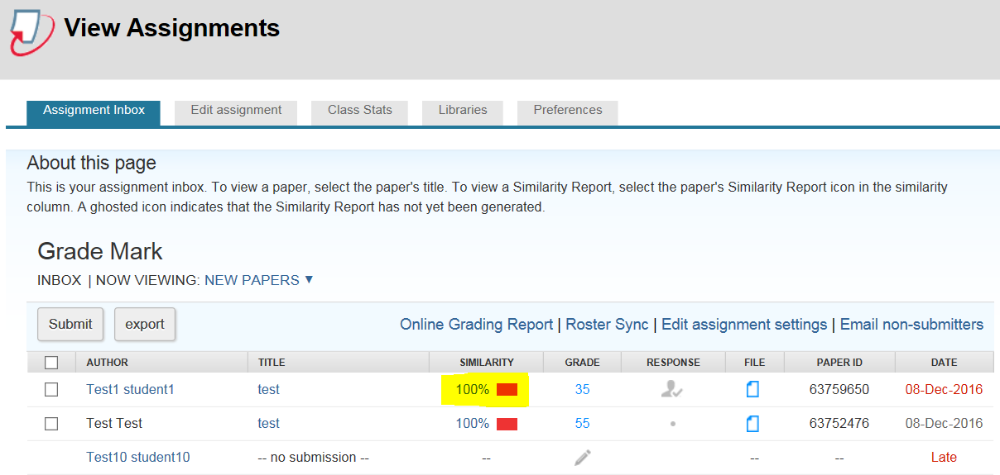 View Assignments
Assignment Inbox Edit assignment Class Stats Libraries Preferences
About this page
This is your assignment inbox. To view a paper, select the paper's title. To view a Similarity Report, select the paper's Similarity Report icon in the similarity
column. A ghosted icon indicates that the Similarity Report has not yet been generated.
Grade Mark
INBOX | NOW VIEWING: NEW PAPERS ▼
Submit export Online Grading Report | Roster Sync | Edit assignment settings | Email non-submitters
AUTHOR TITLE SIMILARITY GRADE RESPONSE FILE PAPER ID DATE
Test1 student1 test 100% 35 63759650 08-Dec-2016
Test Test test 100% 55 63752476 08-Dec-2016
Test10 student10 -- no submission -- -- -- -- Late